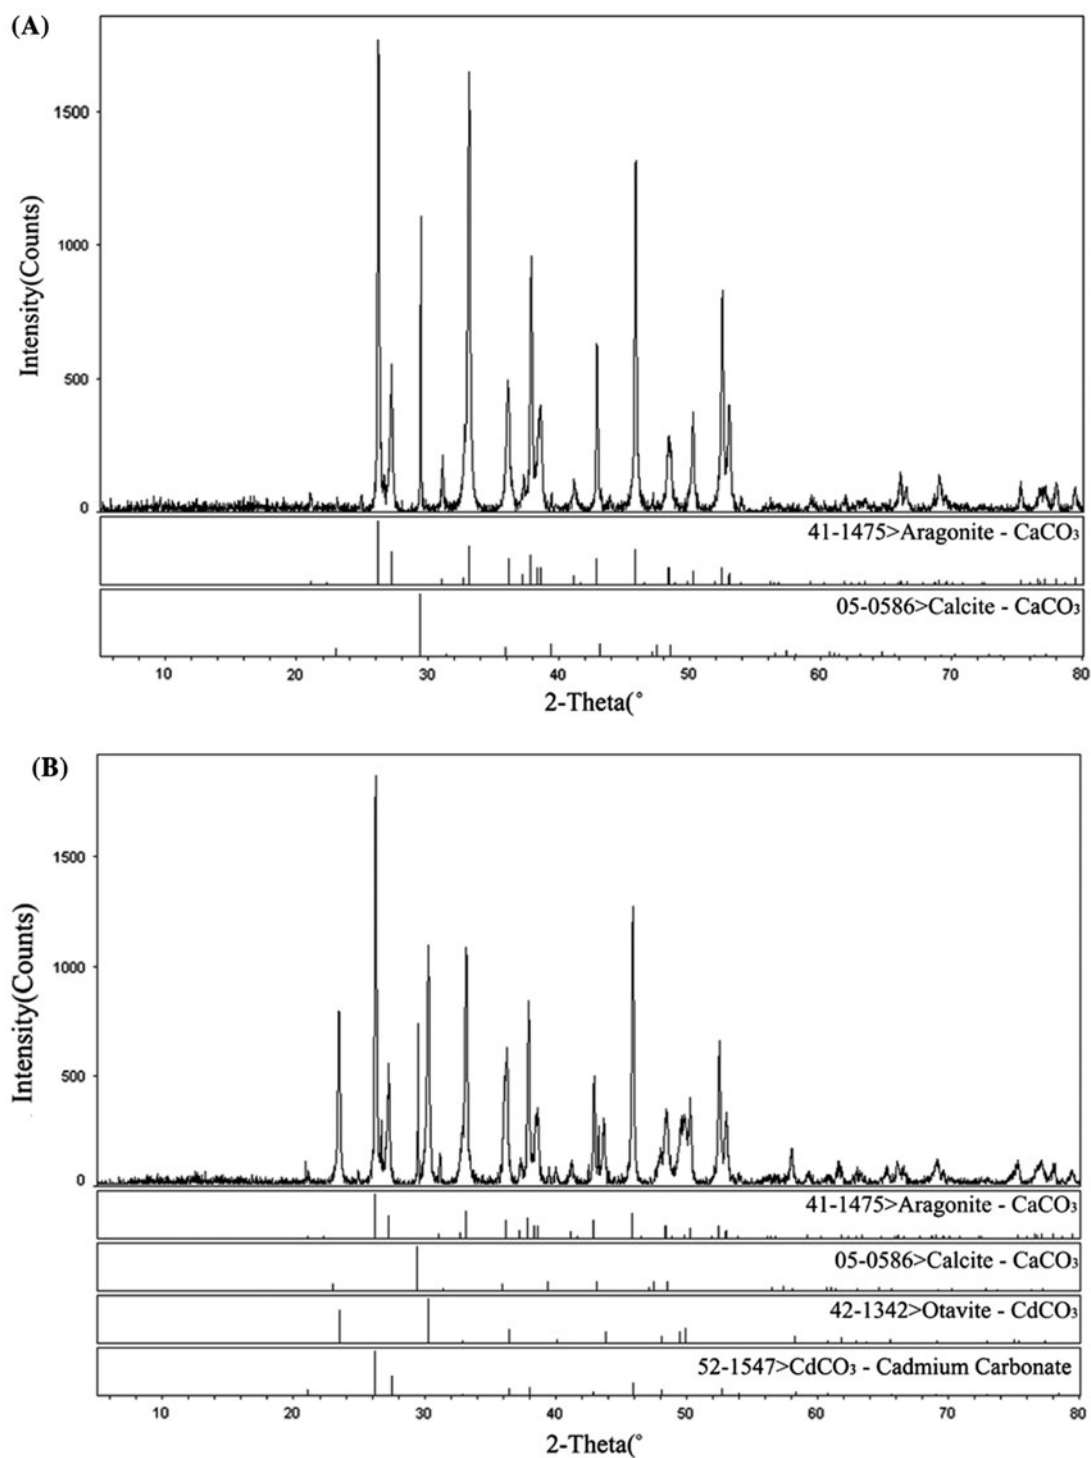 (A)
1500
1000
500
0
Intensity(Counts)
41-1475>Aragonite - CaCO₃
05-0586>Calcite - CaCO₃
10 20 30 40 50 60 70 80
2-Theta(°
(B)
1500
1000
500
0
Intensity(Counts)
41-1475>Aragonite - CaCO₃
05-0586>Calcite - CaCO₃
42-1342>Otavite - CdCO₃
52-1547>CdCO₃ - Cadmium Carbonate
10 20 30 40 50 60 70 80
2-Theta(°